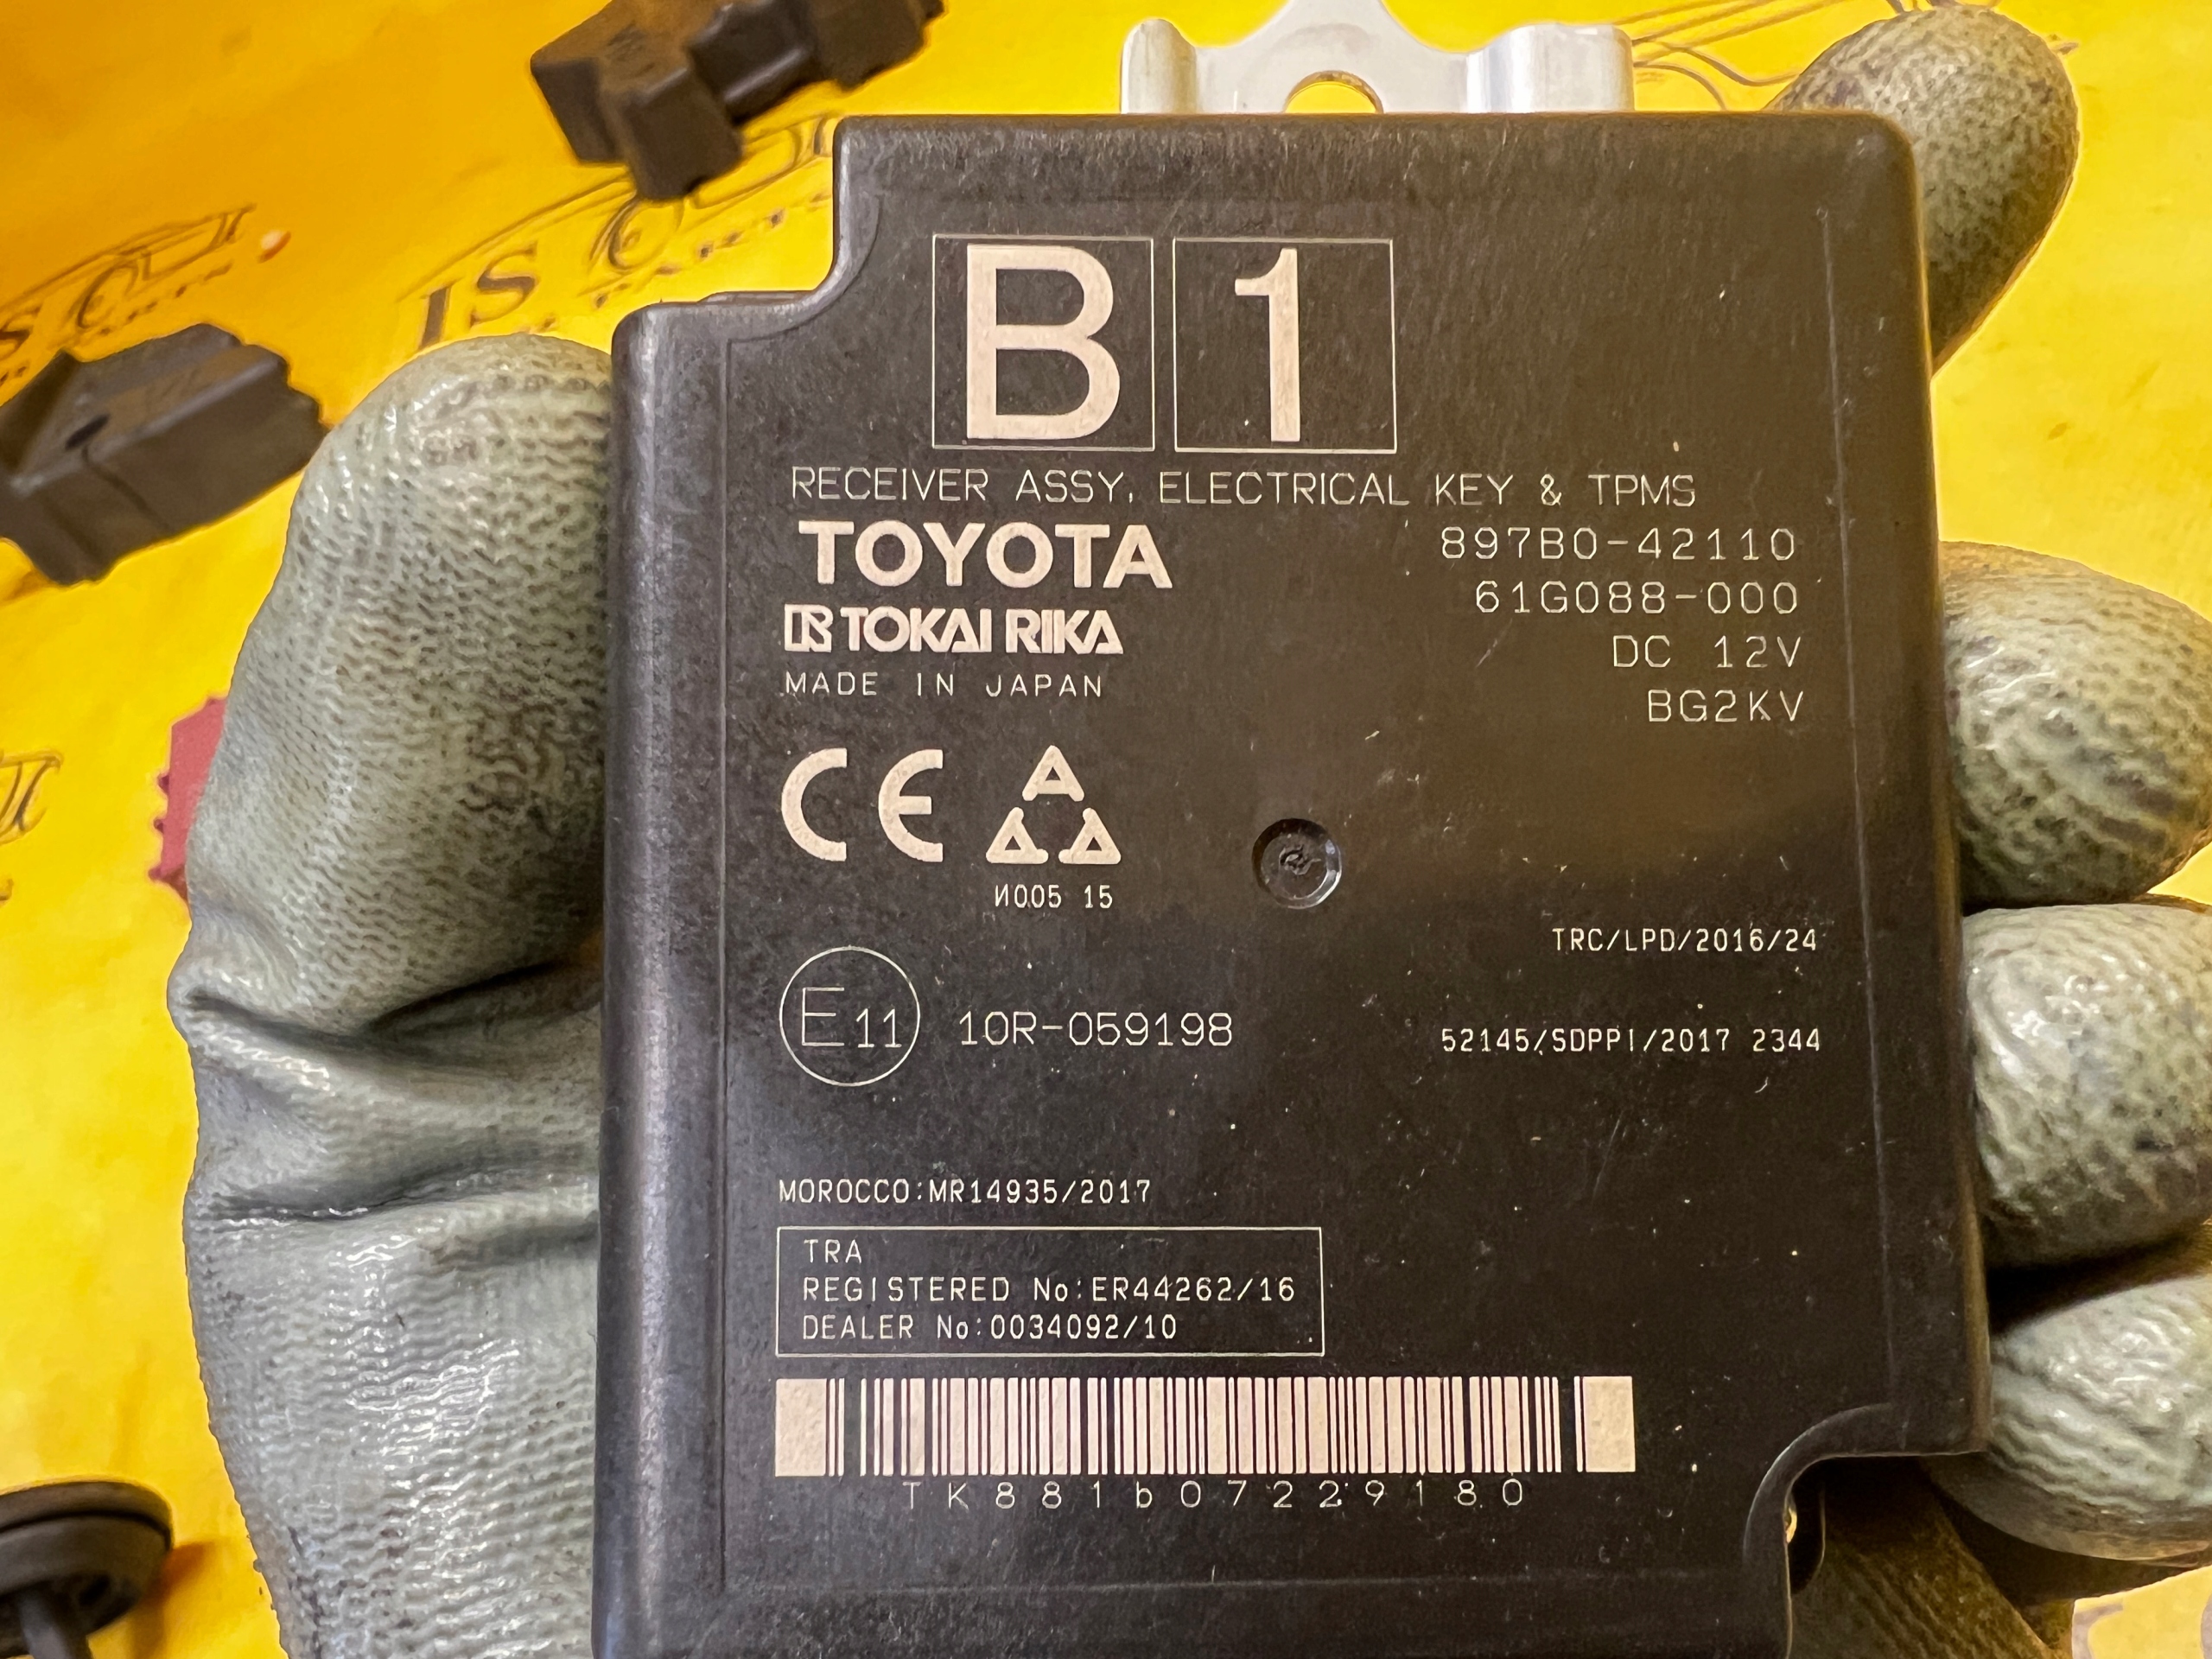 B 1
RECEIVER ASSY, ELECTRICAL KEY & TPMS
TOYOTA
897B0-42110
61G088-000
TOKAI RIKA
DC 12V
MADE IN JAPAN
BG2KV
CE
И005 15
TRC/LPD/2016/24
E11 10R-059198
52145/SDPPI/2017 2344
MOROCCO:MR14935/2017
TRA
REGISTERED No:ER44262/16
DEALER No:0034092/10
TK881b07229180